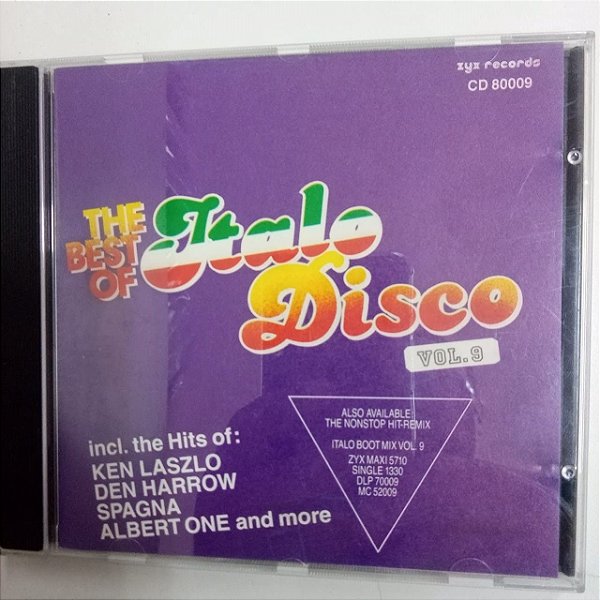 zyx records
CD 80009
THE
BEST
OF
Italo
Disco
VOL.9
incl. the Hits of:
KEN LASZLO
DEN HARROW
SPAGNA
ALBERT ONE and more
ALSO AVAILABLE:
THE NONSTOP HIT-REMIX
ITALO BOOT MIX VOL. 9
ZYX MAXI 5710
SINGLE 1330
DLP 70009
MC 52009